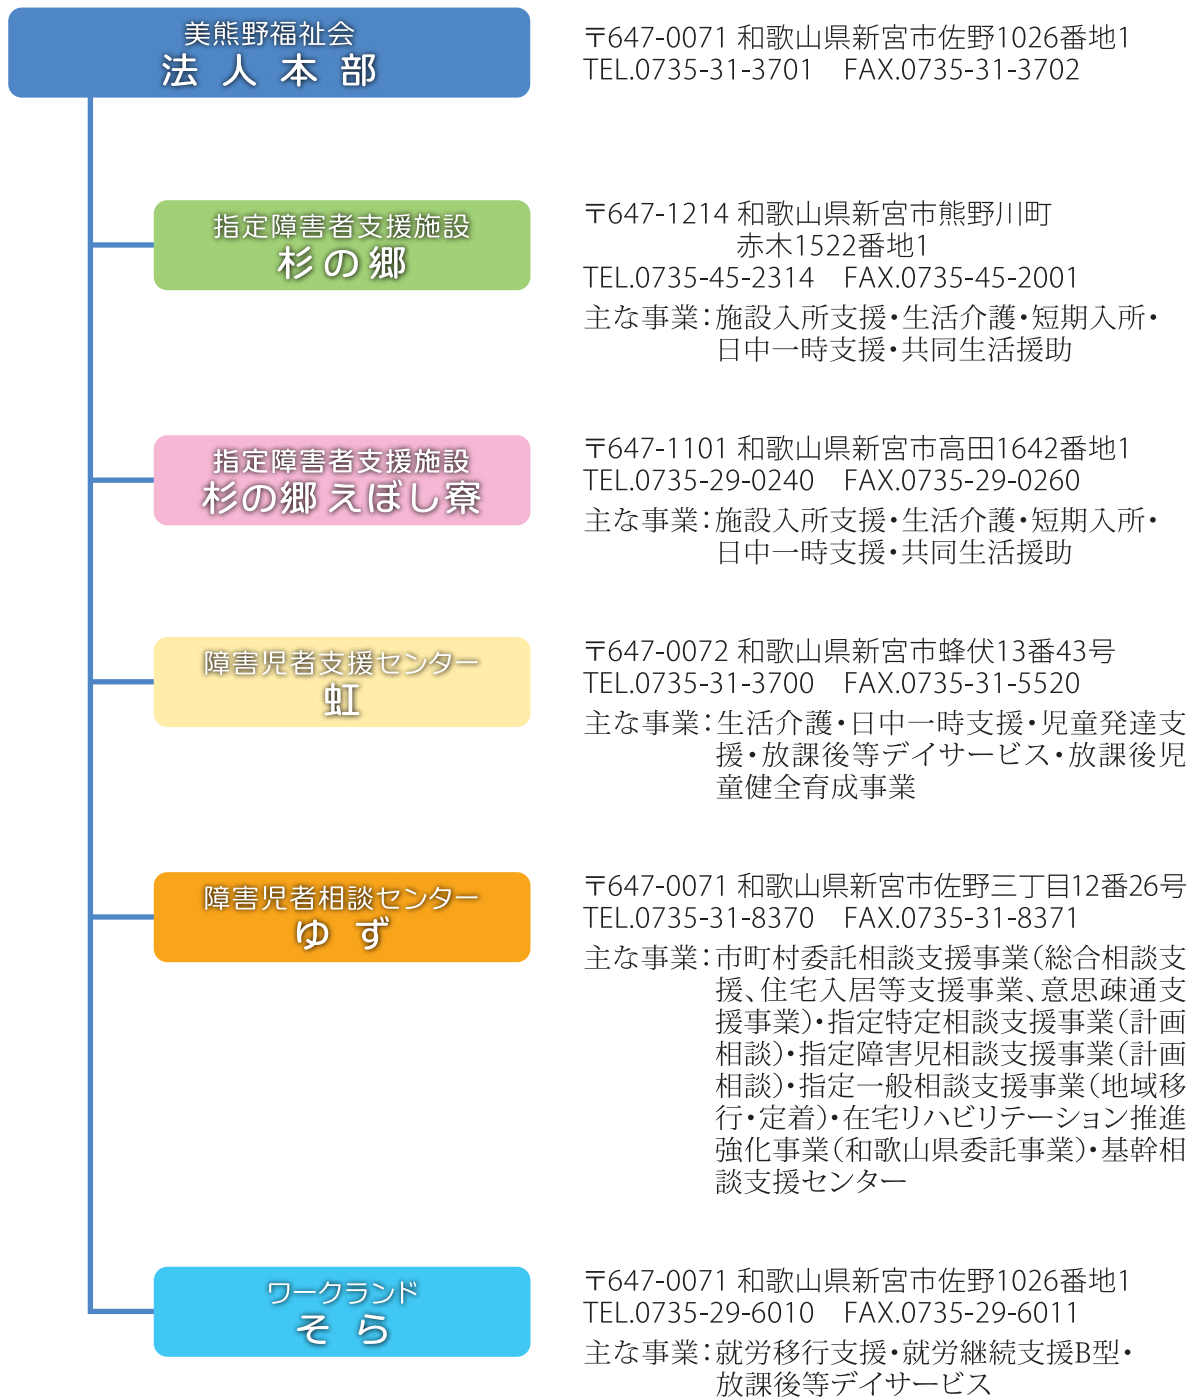 美熊野福祉会
法人本部
〒647-0071 和歌山県新宮市佐野1026番地1
TEL.0735-31-3701 FAX.0735-31-3702
指定障害者支援施設
杉の郷
〒647-1214 和歌山県新宮市熊野川町
赤木1522番地1
TEL.0735-45-2314 FAX.0735-45-2001
主な事業：施設入所支援・生活介護・短期入所・
日中一時支援・共同生活援助
指定障害者支援施設
杉の郷 えぼし寮
〒647-1101 和歌山県新宮市高田1642番地1
TEL.0735-29-0240 FAX.0735-29-0260
主な事業：施設入所支援・生活介護・短期入所・
日中一時支援・共同生活援助
障害児者支援センター
虹
〒647-0072 和歌山県新宮市蜂伏13番43号
TEL.0735-31-3700 FAX.0735-31-5520
主な事業：生活介護・日中一時支援・児童発達支
援・放課後等デイサービス・放課後児
童健全育成事業
障害児者相談センター
ゆず
〒647-0071 和歌山県新宮市佐野三丁目12番26号
TEL.0735-31-8370 FAX.0735-31-8371
主な事業：市町村委託相談支援事業（総合相談支
援、住宅入居等支援事業、意思疎通支
援事業）・指定特定相談支援事業（計画
相談）・指定障害児相談支援事業（計画
相談）・指定一般相談支援事業（地域移
行・定着）・在宅リハビリテーション推進
強化事業（和歌山県委託事業）・基幹相
談支援センター
ワークランド
そら
〒647-0071 和歌山県新宮市佐野1026番地1
TEL.0735-29-6010 FAX.0735-29-6011
主な事業：就労移行支援・就労継続支援B型・
放課後等デイサービス